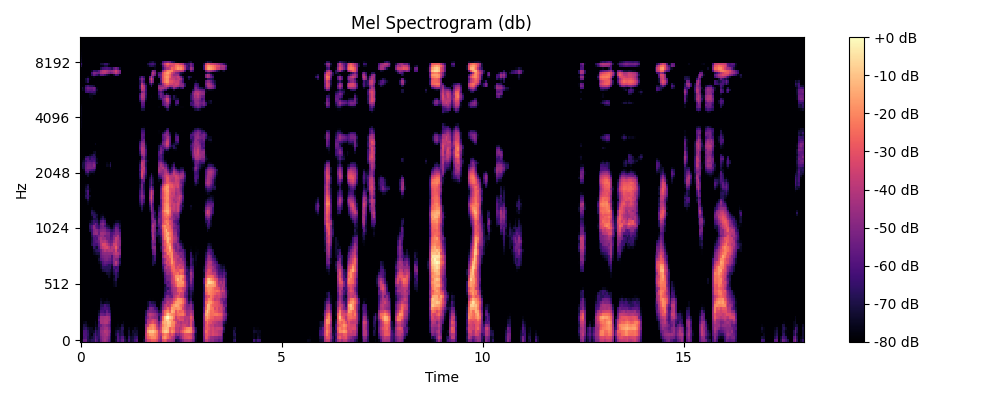 Mel Spectrogram (db)
Hz
8192
4096
2048
1024
512
0
0 5 10 15
Time
+0 dB
-10 dB
-20 dB
-30 dB
-40 dB
-50 dB
-60 dB
-70 dB
-80 dB